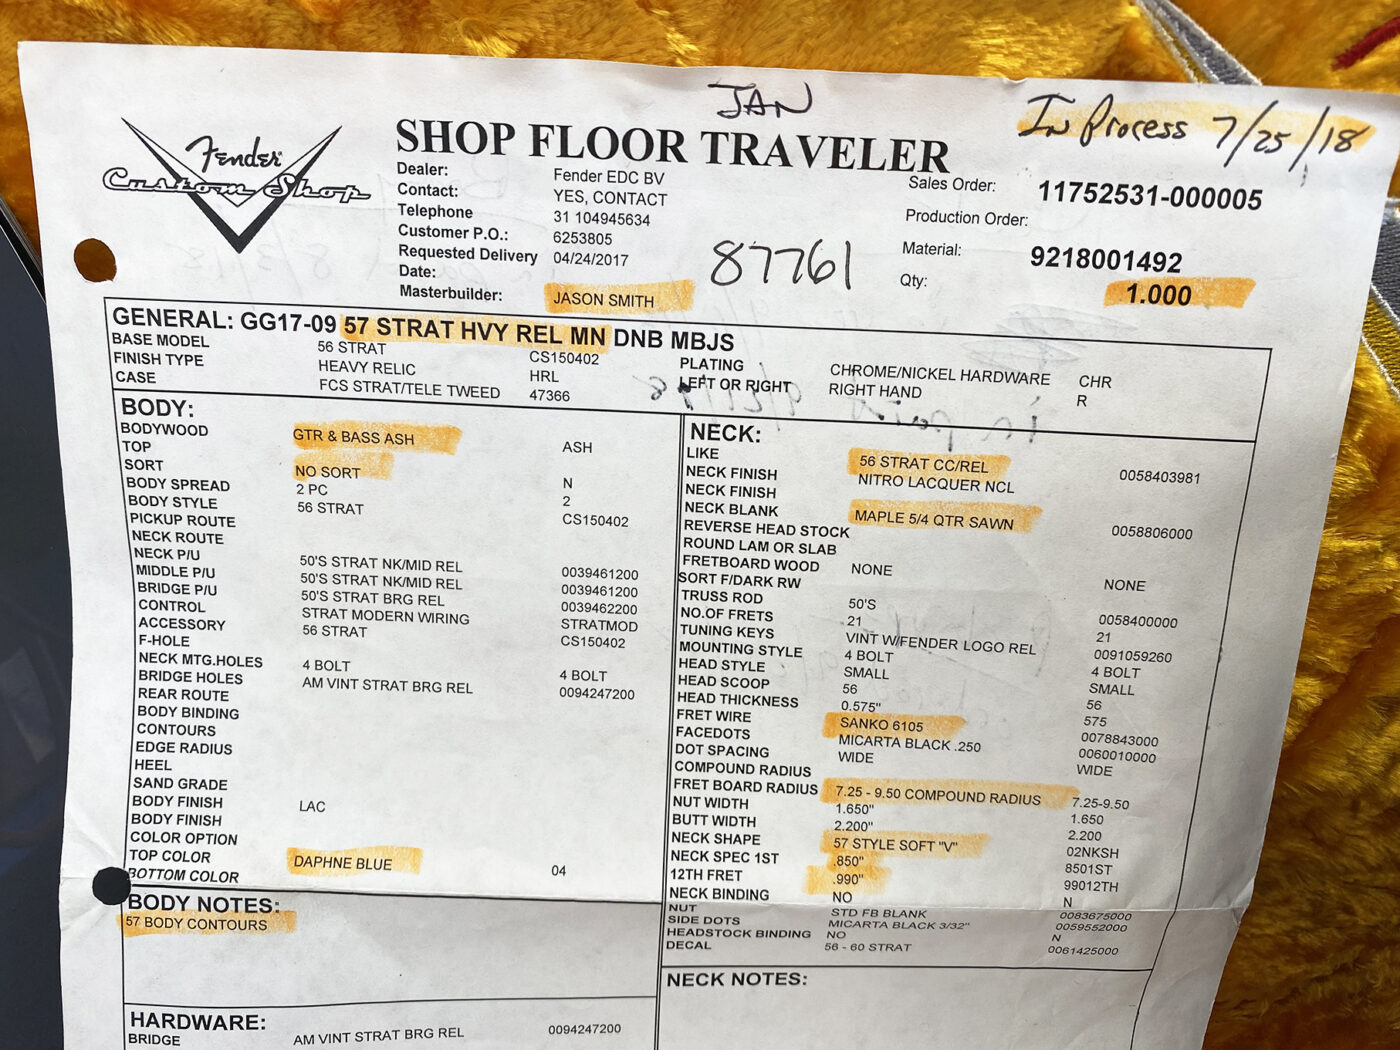 JAN
In Process 7/25/18
Fender
Custom Shop
SHOP FLOOR TRAVELER
Dealer: Fender EDC BV
Contact: YES, CONTACT
Telephone 31 104945634
Customer P.O.: 6253805
Requested Delivery 04/24/2017
Date:
Masterbuilder: JASON SMITH
87761
Sales Order: 11752531-000005
Production Order:
Material: 9218001492
Qty: 1.000
GENERAL: GG17-09 57 STRAT HVY REL MN DNB MBJS
BASE MODEL 56 STRAT CS150402 PLATING CHROME/NICKEL HARDWARE CHR
FINISH TYPE HEAVY RELIC HRL LEFT OR RIGHT RIGHT HAND R
CASE FCS STRAT/TELE TWEED 47366
BODY:
BODYWOOD GTR & BASS ASH ASH
TOP
SORT NO SORT N
BODY SPREAD 2 PC 2
BODY STYLE 56 STRAT CS150402
PICKUP ROUTE
NECK ROUTE
NECK P/U 50'S STRAT NK/MID REL 0039461200
MIDDLE P/U 50'S STRAT NK/MID REL 0039461200
BRIDGE P/U 50'S STRAT BRG REL 0039462200
CONTROL STRAT MODERN WIRING STRATMOD
ACCESSORY 56 STRAT CS150402
F-HOLE
NECK MTG.HOLES 4 BOLT 4 BOLT
BRIDGE HOLES AM VINT STRAT BRG REL 0094247200
REAR ROUTE
BODY BINDING
CONTOURS
EDGE RADIUS
HEEL
SAND GRADE
BODY FINISH LAC
BODY FINISH
COLOR OPTION
TOP COLOR DAPHNE BLUE 04
BOTTOM COLOR
BODY NOTES:
57 BODY CONTOURS
HARDWARE:
BRIDGE AM VINT STRAT BRG REL 0094247200
NECK:
LIKE 56 STRAT CC/REL 0058403981
NECK FINISH NITRO LACQUER NCL
NECK FINISH
NECK BLANK MAPLE 5/4 QTR SAWN 0058806000
REVERSE HEAD STOCK
ROUND LAM OR SLAB
FRETBOARD WOOD NONE NONE
SORT F/DARK RW
TRUSS ROD 50'S 0058400000
NO.OF FRETS 21 21
TUNING KEYS VINT W/FENDER LOGO REL 0091059260
MOUNTING STYLE 4 BOLT 4 BOLT
HEAD STYLE SMALL SMALL
HEAD SCOOP 56 56
HEAD THICKNESS 0.575" 575
FRET WIRE SANKO 6105 0078843000
FACEDOTS MICARTA BLACK .250 0060010000
DOT SPACING WIDE WIDE
COMPOUND RADIUS
FRET BOARD RADIUS 7.25 - 9.50 COMPOUND RADIUS 7.25-9.50
NUT WIDTH 1.650" 1.650
BUTT WIDTH 2.200" 2.200
NECK SHAPE 57 STYLE SOFT "V" 02NKSH
NECK SPEC 1ST .850" 8501ST
12TH FRET .990" 99012TH
NECK BINDING NO N
NUT STD FB BLANK 0083675000
SIDE DOTS MICARTA BLACK 3/32" 0059552000
HEADSTOCK BINDING NO N
DECAL 56 - 60 STRAT 0061425000
NECK NOTES: